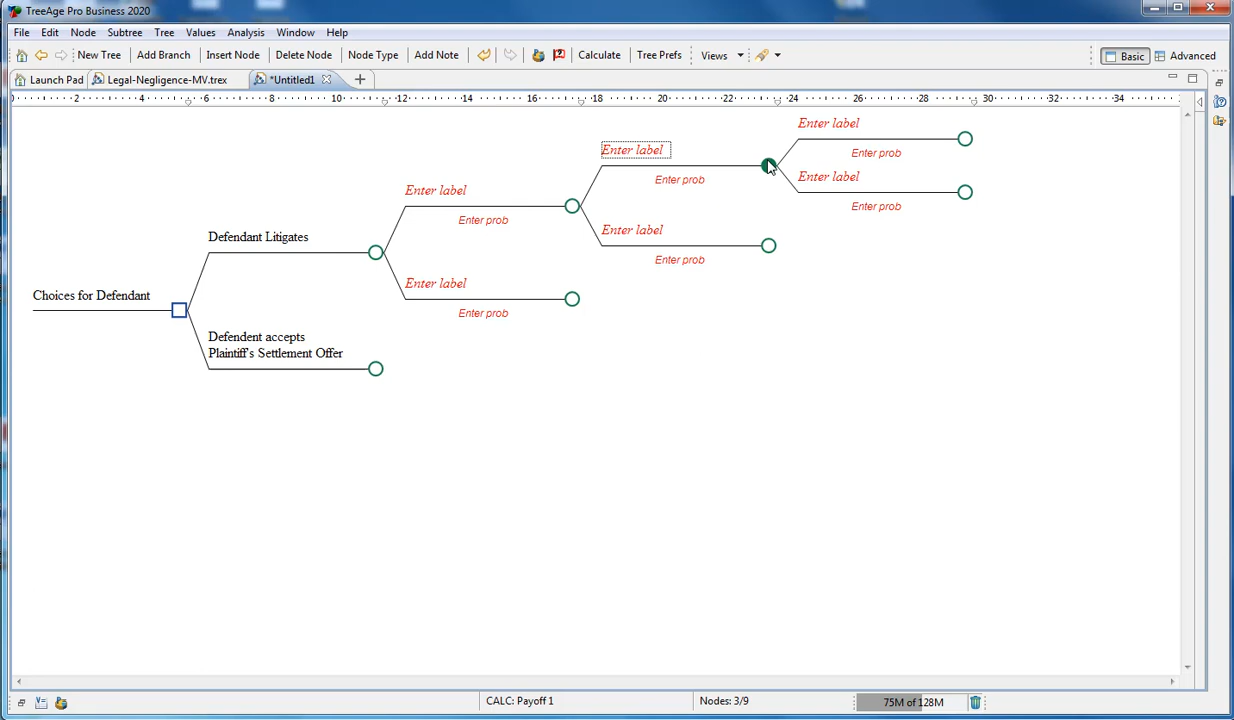 TreeAge Pro Business 2020
File Edit Node Subtree Tree Values Analysis Window Help
New Tree Add Branch Insert Node Delete Node Node Type Add Note Calculate Tree Prefs Views Basic Advanced
Launch Pad Legal-Negligence-MV.trex *Untitled1
0 2 4 6 8 10 12 14 16 18 20 22 24 26 28 30 32 34
Enter label
Enter prob
Enter label
Enter prob
Enter label
Enter prob
Enter label
Enter prob
Enter label
Enter prob
Defendant Litigates
Enter label
Enter prob
Choices for Defendant
Defendent accepts
Plaintiff's Settlement Offer
CALC: Payoff 1 Nodes: 3/9 75M of 128M